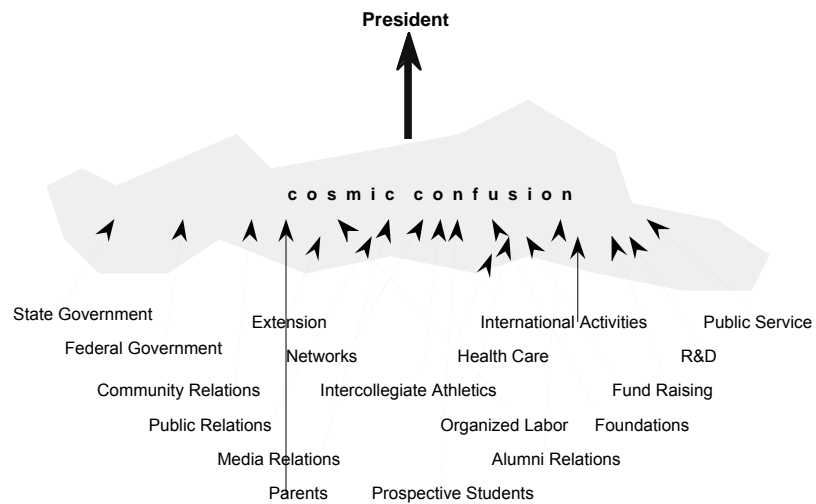 President
cosmic confusion
State Government
Extension
International Activities
Public Service
Federal Government
Networks
Health Care
R&D
Community Relations
Intercollegiate Athletics
Fund Raising
Public Relations
Organized Labor
Foundations
Media Relations
Alumni Relations
Parents
Prospective Students